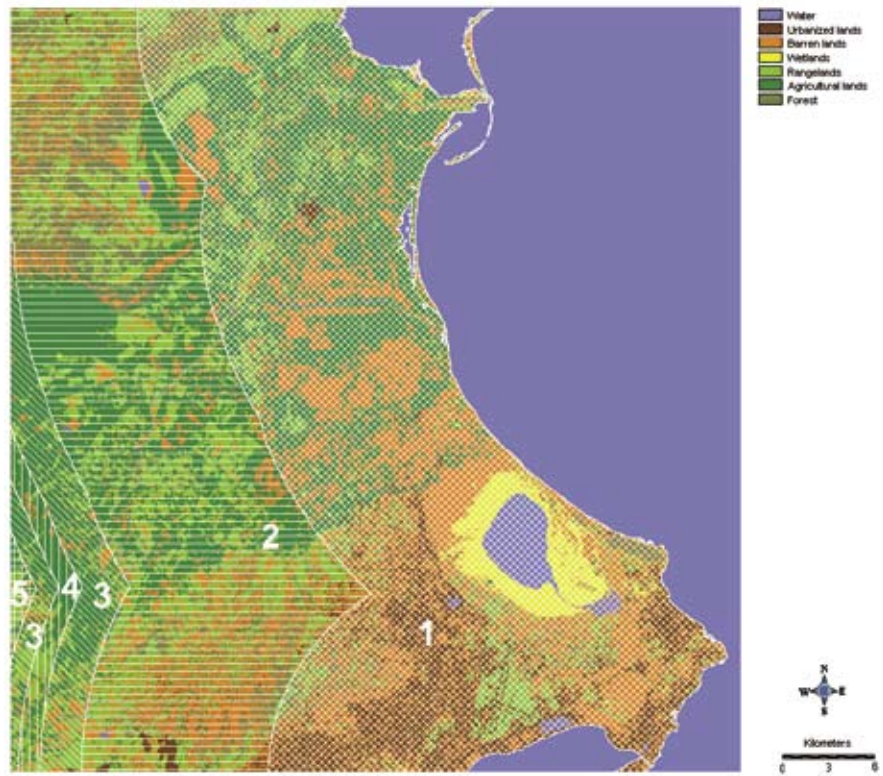 Water
Urbanized lands
Barren lands
Wetlands
Rangelands
Agricultural lands
Forest
2
5
4
3
3
1
N
W E
S
Kilometers
0 3 6